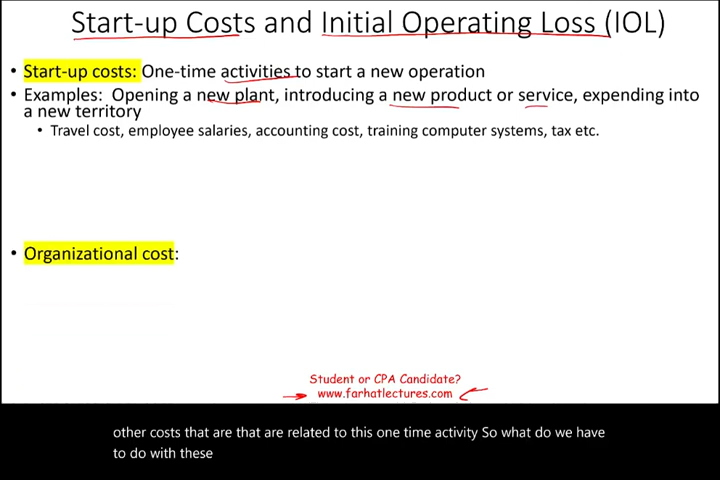 Start-up Costs and Initial Operating Loss (IOL)
• Start-up costs: One-time activities to start a new operation
• Examples: Opening a new plant, introducing a new product or service, expending into
a new territory
• Travel cost, employee salaries, accounting cost, training computer systems, tax etc.
• Organizational cost:
Student or CPA Candidate?
www.farhatlectures.com
other costs that are that are related to this one time activity So what do we have
to do with these